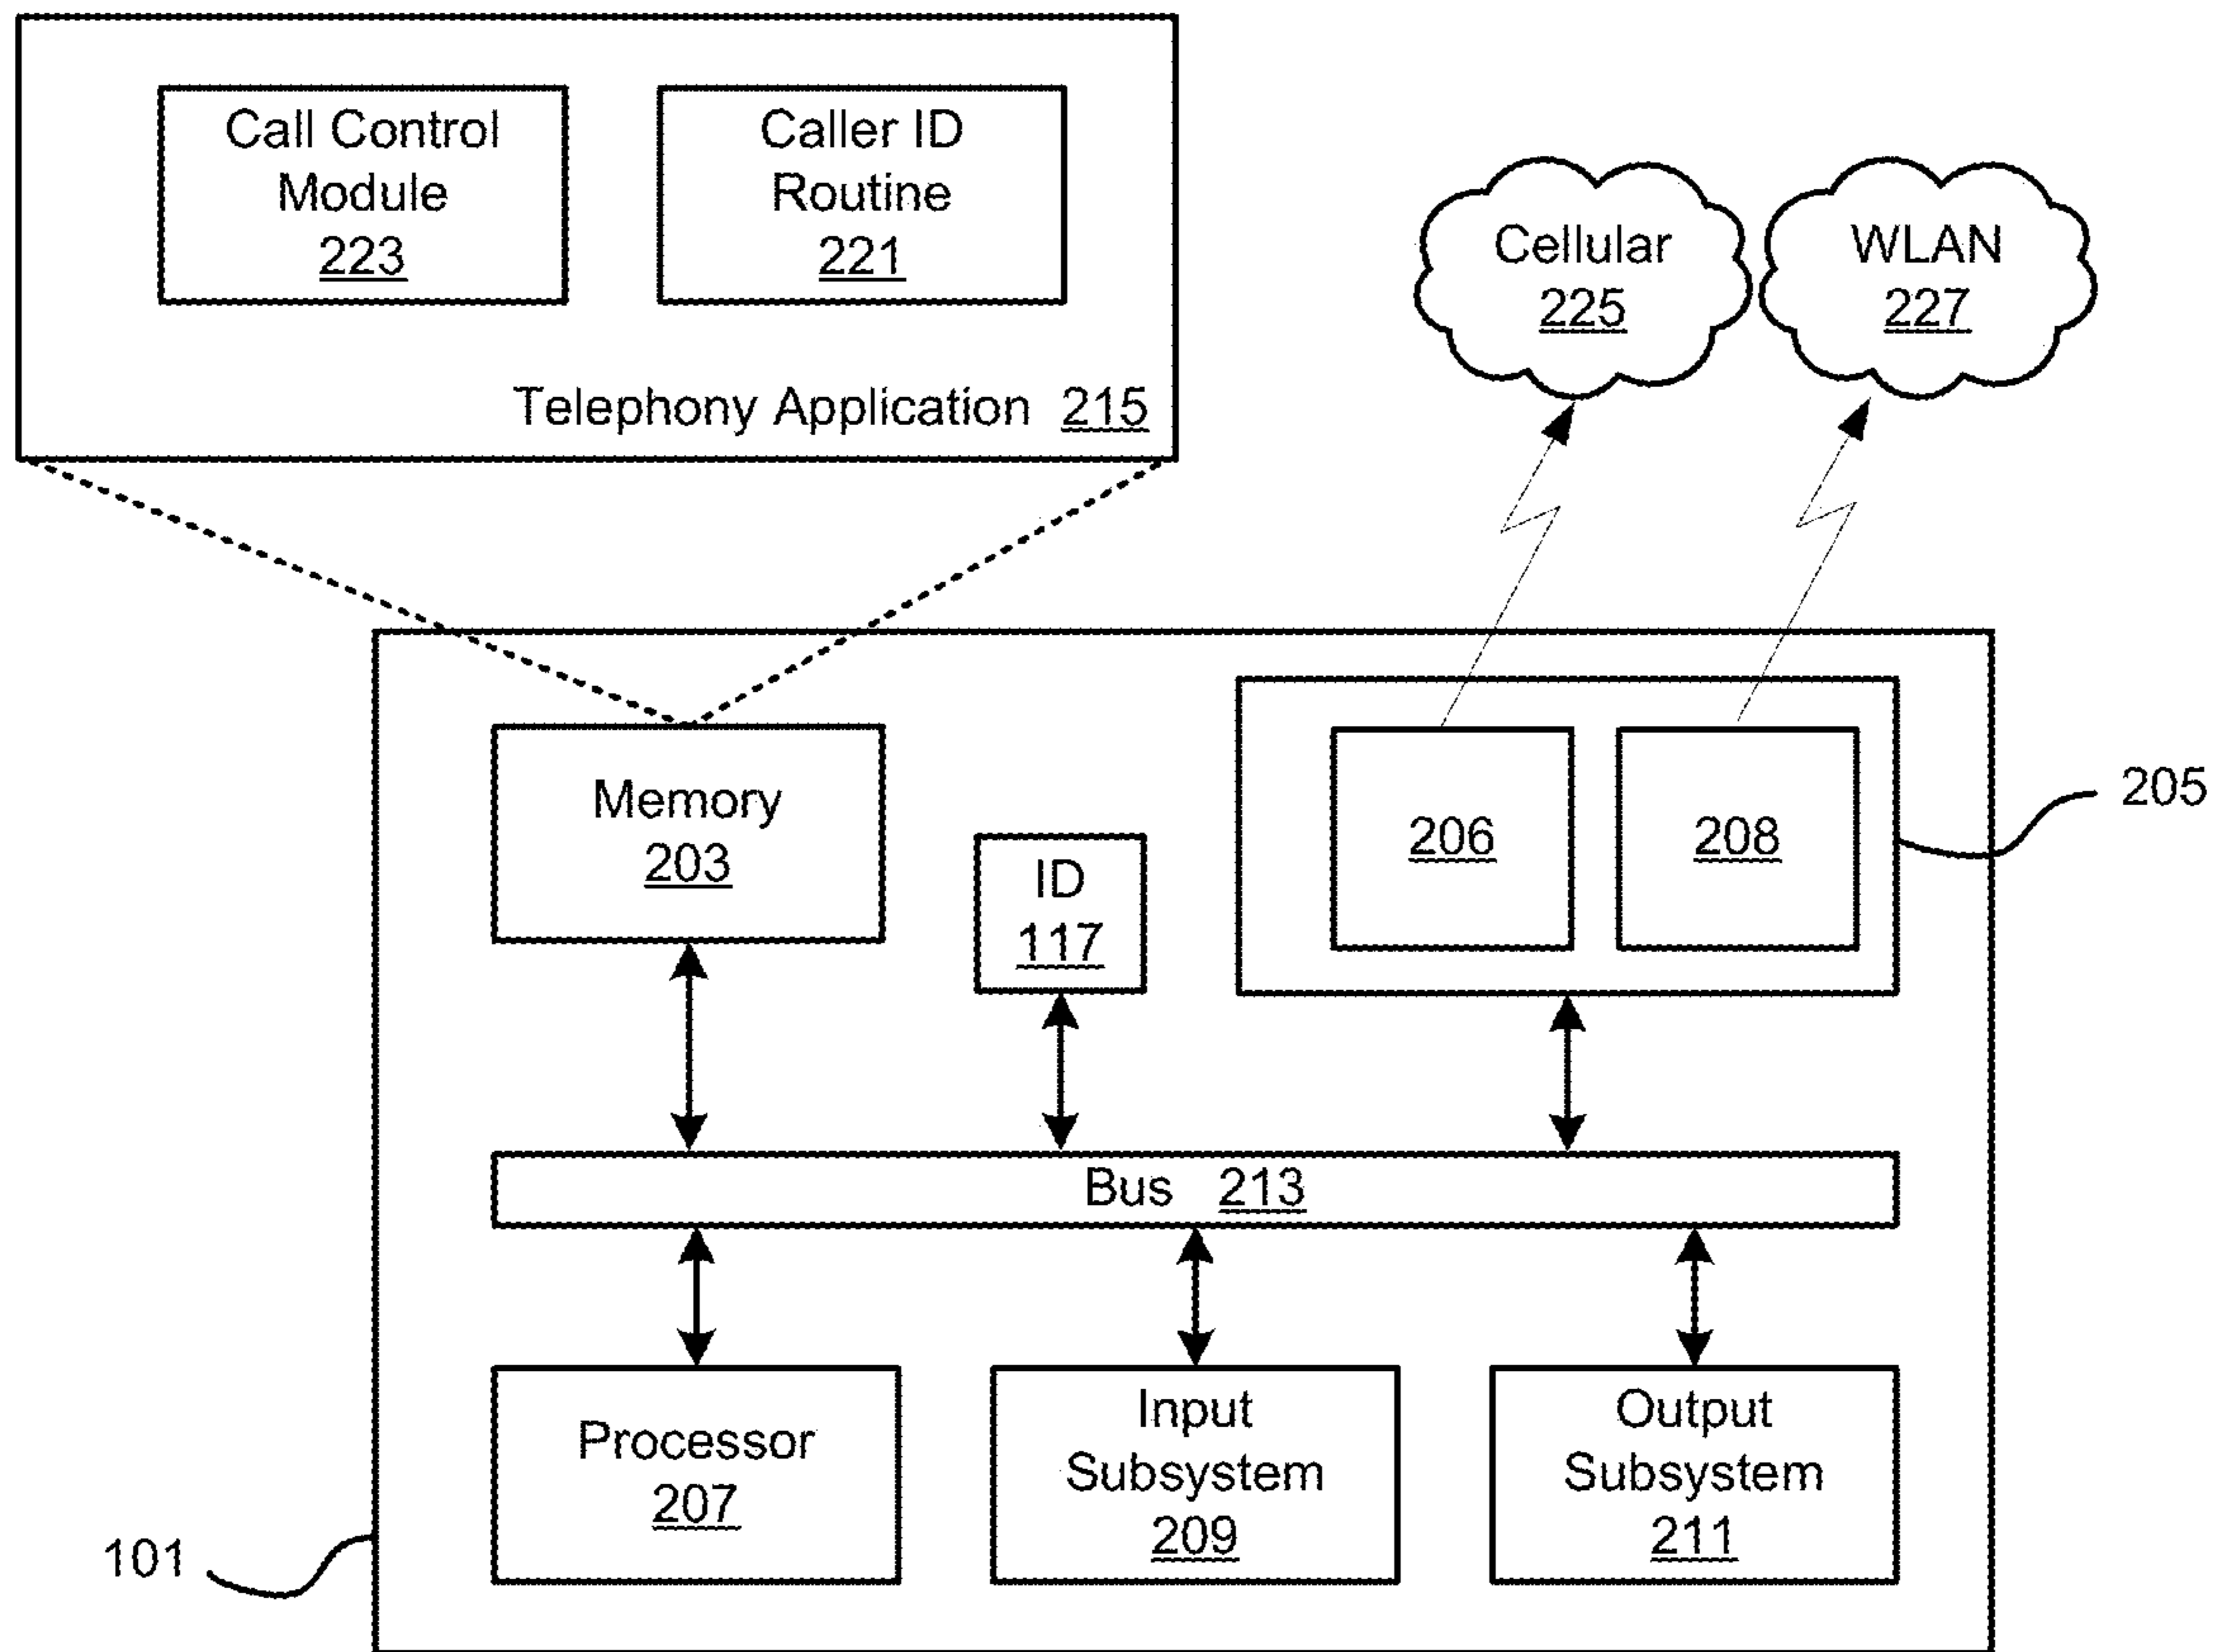 Call Control
Module
223
Caller ID
Routine
221
Telephony Application 215
Cellular
225
WLAN
227
Memory
203
ID
117
206
208
205
Bus 213
Processor
207
Input
Subsystem
209
Output
Subsystem
211
101